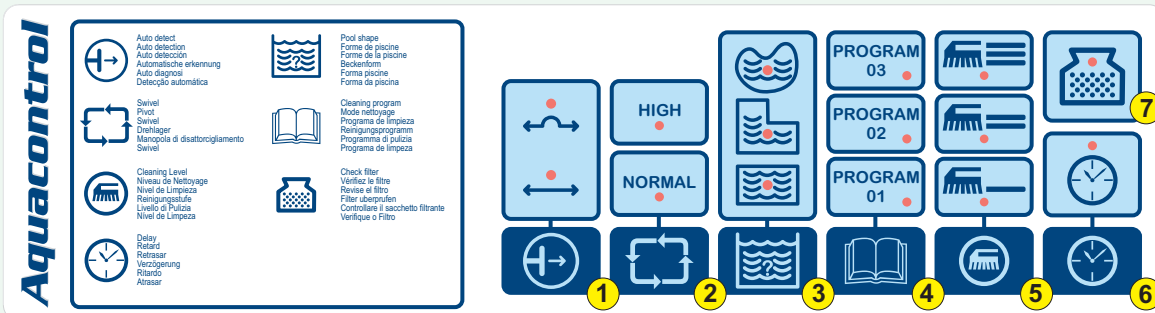 Aquacontrol
Auto detect
Auto detection
Auto detección
Automatische erkennung
Auto diagnosi
Detecção automática
Swivel
Pivot
Swivel
Drehlager
Manopola di disattorcigliamento
Swivel
Cleaning Level
Niveau de Nettoyage
Nivel de Limpieza
Reinigungsstufe
Livello di Pulizia
Nível de Limpeza
Delay
Retard
Retrasar
Verzögerung
Ritardo
Atrasar
Pool shape
Forme de piscine
Forme de la piscine
Beckenform
Forma piscine
Forma da piscina
Cleaning program
Mode nettoyage
Programa de limpieza
Reinigungsprogramm
Programma di pulizia
Programa de limpeza
Check filter
Vérifiez le filtre
Revise el filtro
Filter uberprufen
Controllare il sacchetto filtrante
Verifique o Filtro
?
HIGH
NORMAL
PROGRAM
03
PROGRAM
02
PROGRAM
01
?
1
2
3
4
5
6
7